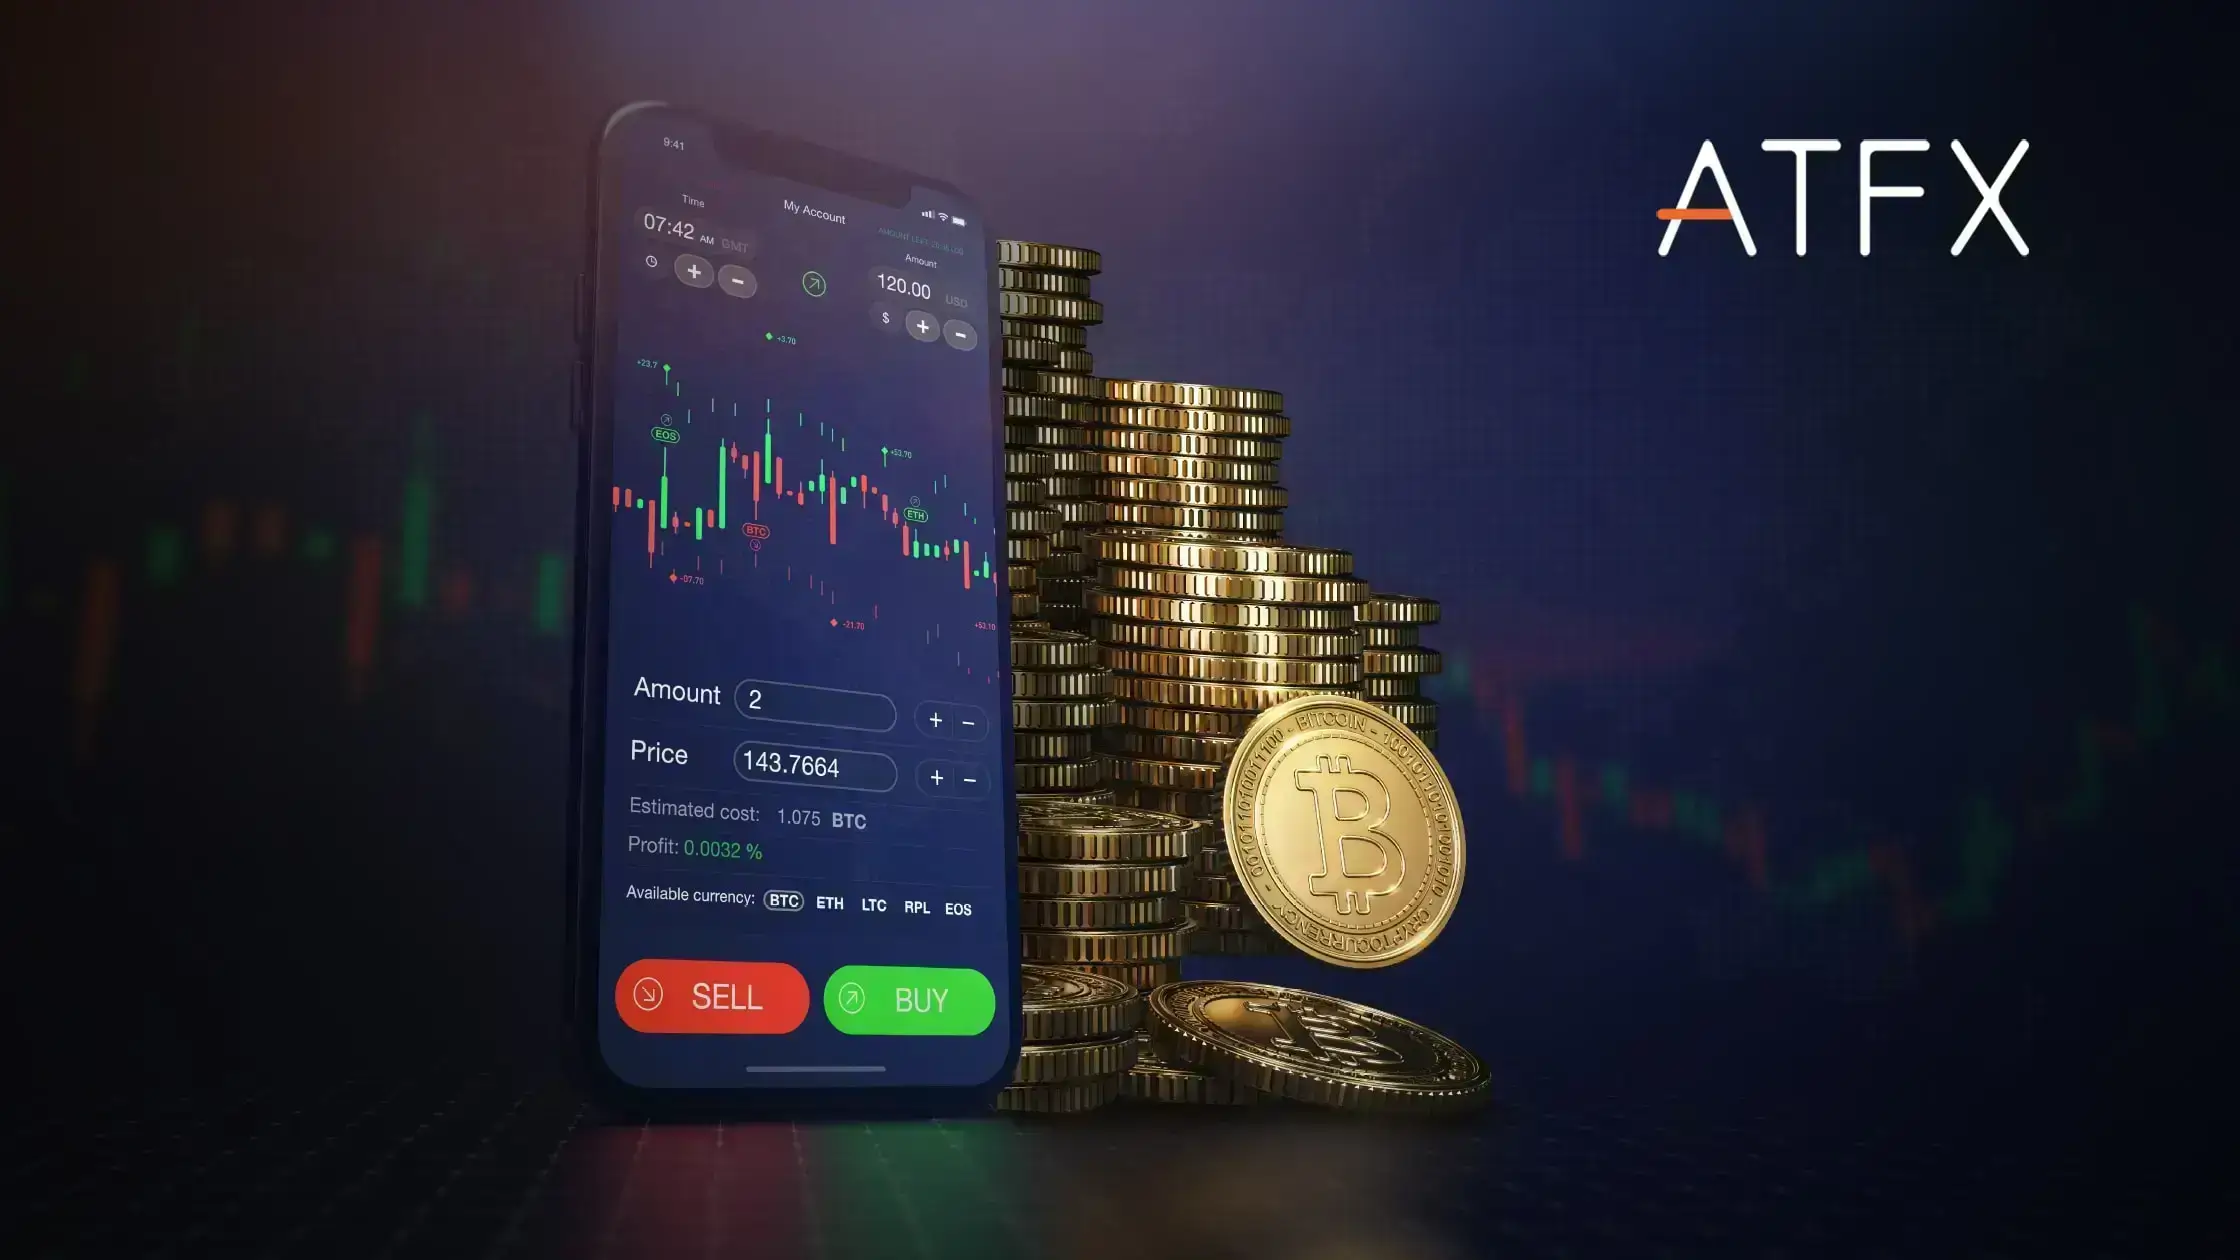 ATFX
9:41
Time
My Account
07:42 AM GMT
Amount
120.00 USD
$
+ −
+ −
+3.70
+23.7
EOS
+53.70
ETH
BTC
-07.70
-21.70
+53.10
Amount 2 + −
Price 143.7664 + −
Estimated cost: 1.075 BTC
Profit: 0.0032 %
Available currency: BTC ETH LTC RPL EOS
SELL BUY
BITCOIN
CRYPTOCURRENCY